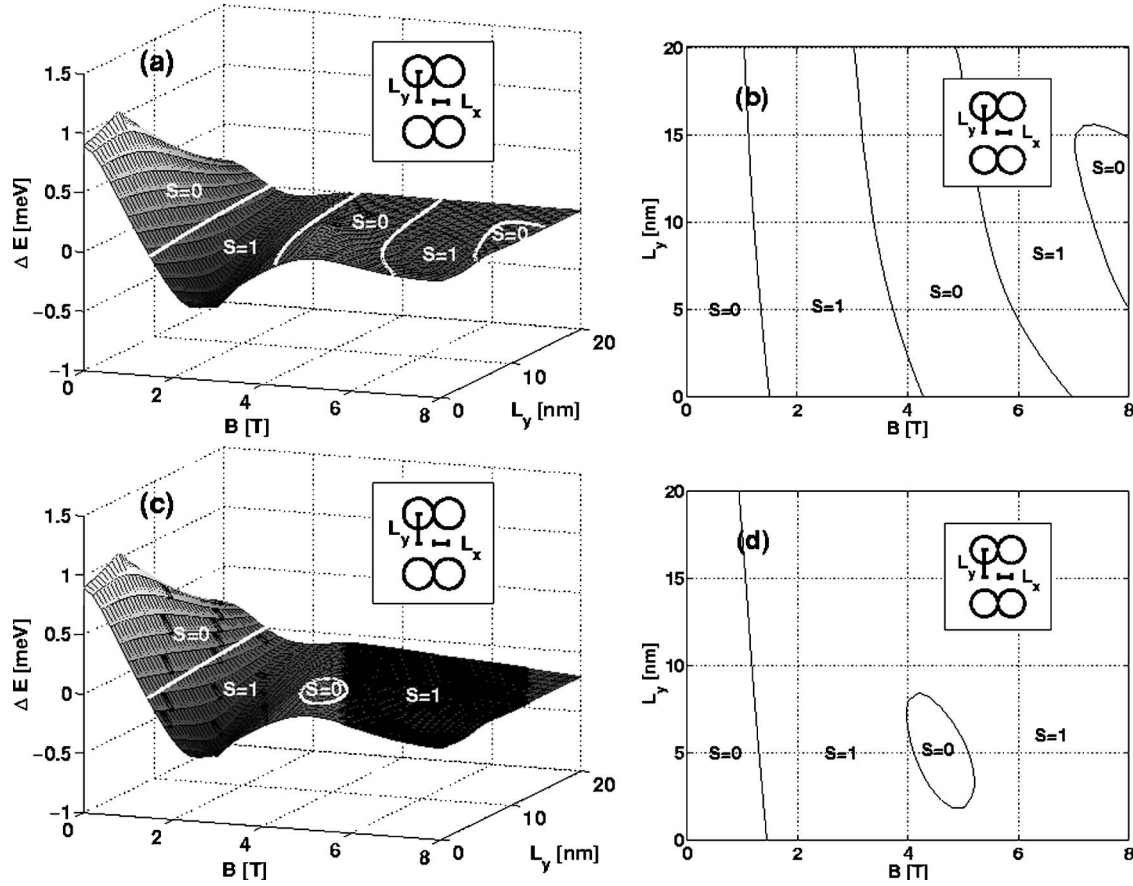 (a)
L_y
L_x
1.5
1
0.5
0
−0.5
−1
Δ E [meV]
S=0
S=1
S=0
S=1
S=0
0
2
4
6
8
B [T]
0
10
20
L_y [nm]
(b)
L_y
L_x
20
15
10
5
0
L_y [nm]
S=0
S=1
S=0
S=1
S=0
0
2
4
6
8
B [T]
(c)
L_y
L_x
1.5
1
0.5
0
−0.5
−1
Δ E [meV]
S=0
S=1
S=0
S=1
0
2
4
6
8
B [T]
0
10
20
L_y [nm]
(d)
L_y
L_x
20
15
10
5
0
L_y [nm]
S=0
S=1
S=0
S=1
0
2
4
6
8
B [T]